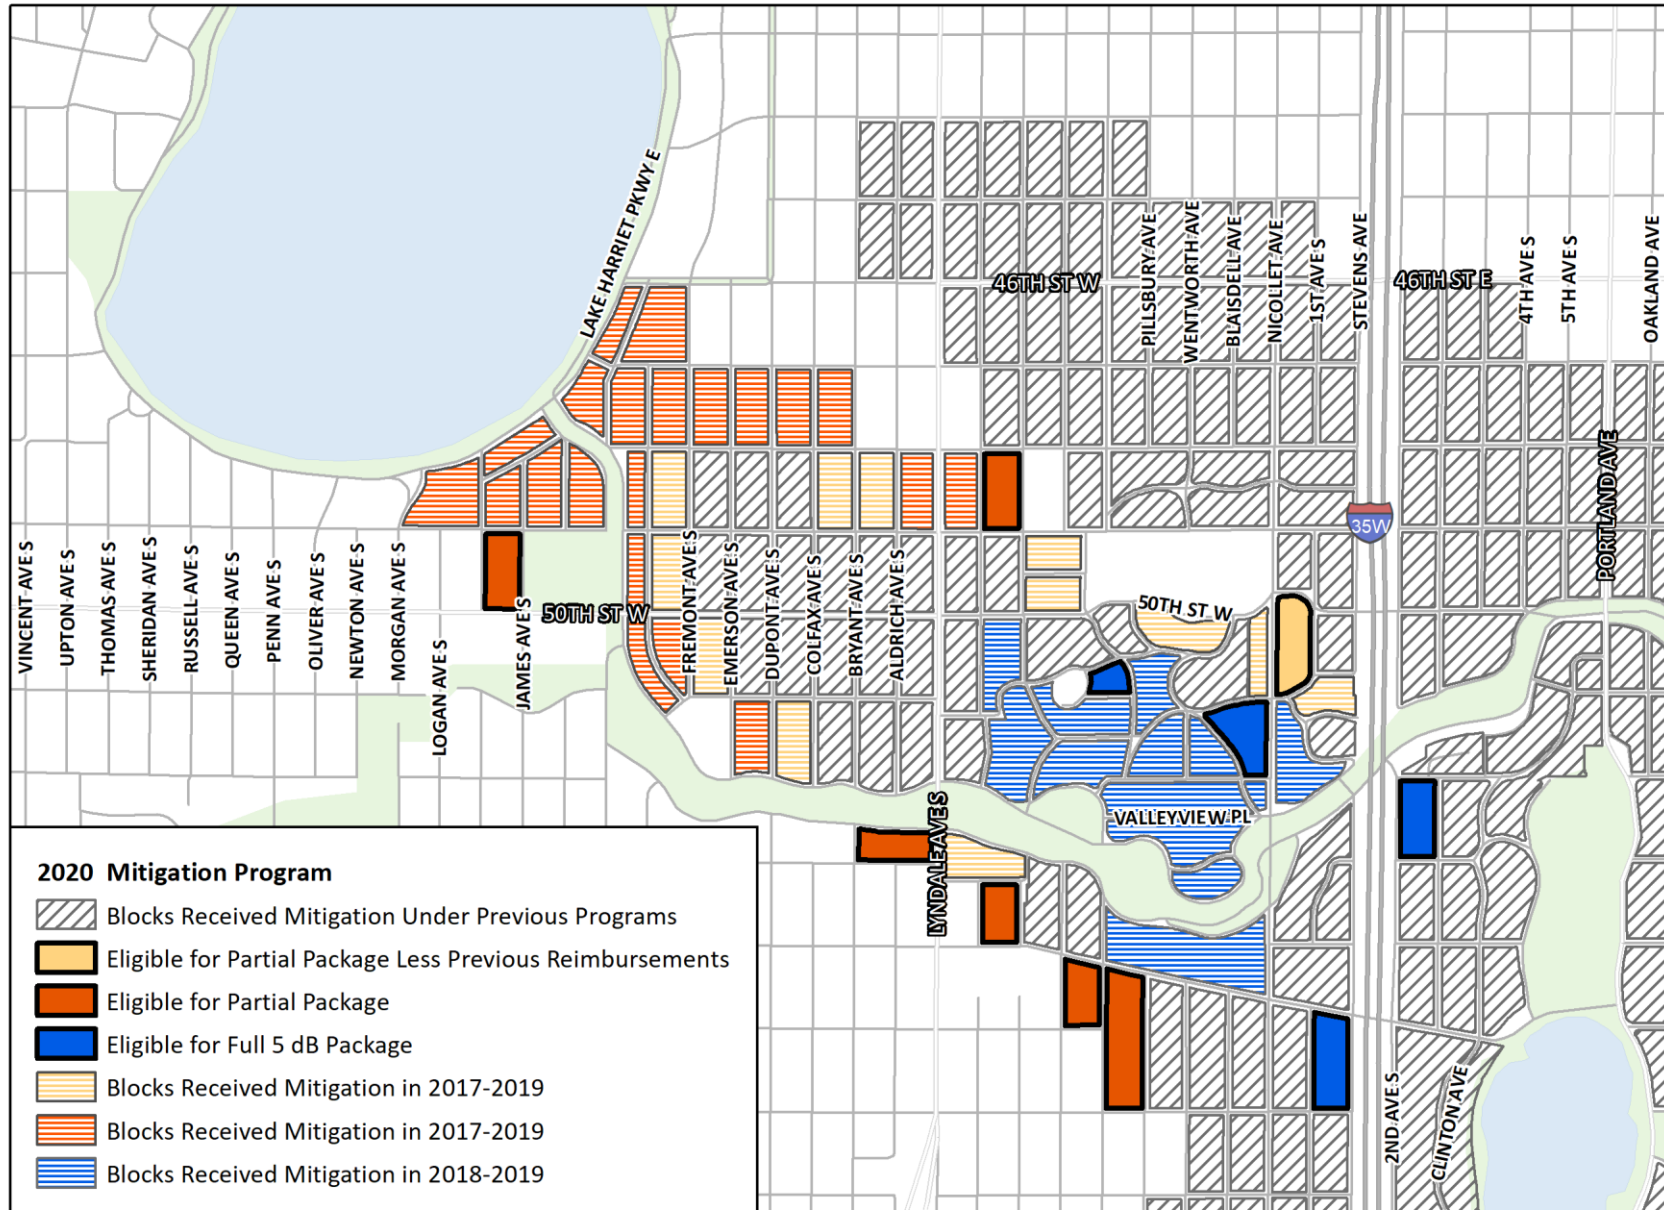 LAKE HARRIET PKWY E
46TH ST W
PILLSBURY AVE
WENTWORTH AVE
BLAISDELL AVE
NICOLLET AVE
1ST AVE S
STEVENS AVE
46TH ST E
4TH AVE S
5TH AVE S
OAKLAND AVE
35W
PORTLAND AVE
VINCENT AVE S
UPTON AVE S
THOMAS AVE S
SHERIDAN AVE S
RUSSELL AVE S
QUEEN AVE S
PENN AVE S
OLIVER AVE S
NEWTON AVE S
MORGAN AVE S
LOGAN AVE S
JAMES AVE S
50TH ST W
FREMONT AVE S
EMERSON AVE S
DUPONT AVE S
COLFAX AVE S
BRYANT AVE S
ALDRICH AVE S
50TH ST W
VALLEYVIEW PL
LYNDALE AVE S
2ND AVE S
CLINTON AVE
2020 Mitigation Program
Blocks Received Mitigation Under Previous Programs
Eligible for Partial Package Less Previous Reimbursements
Eligible for Partial Package
Eligible for Full 5 dB Package
Blocks Received Mitigation in 2017-2019
Blocks Received Mitigation in 2017-2019
Blocks Received Mitigation in 2018-2019